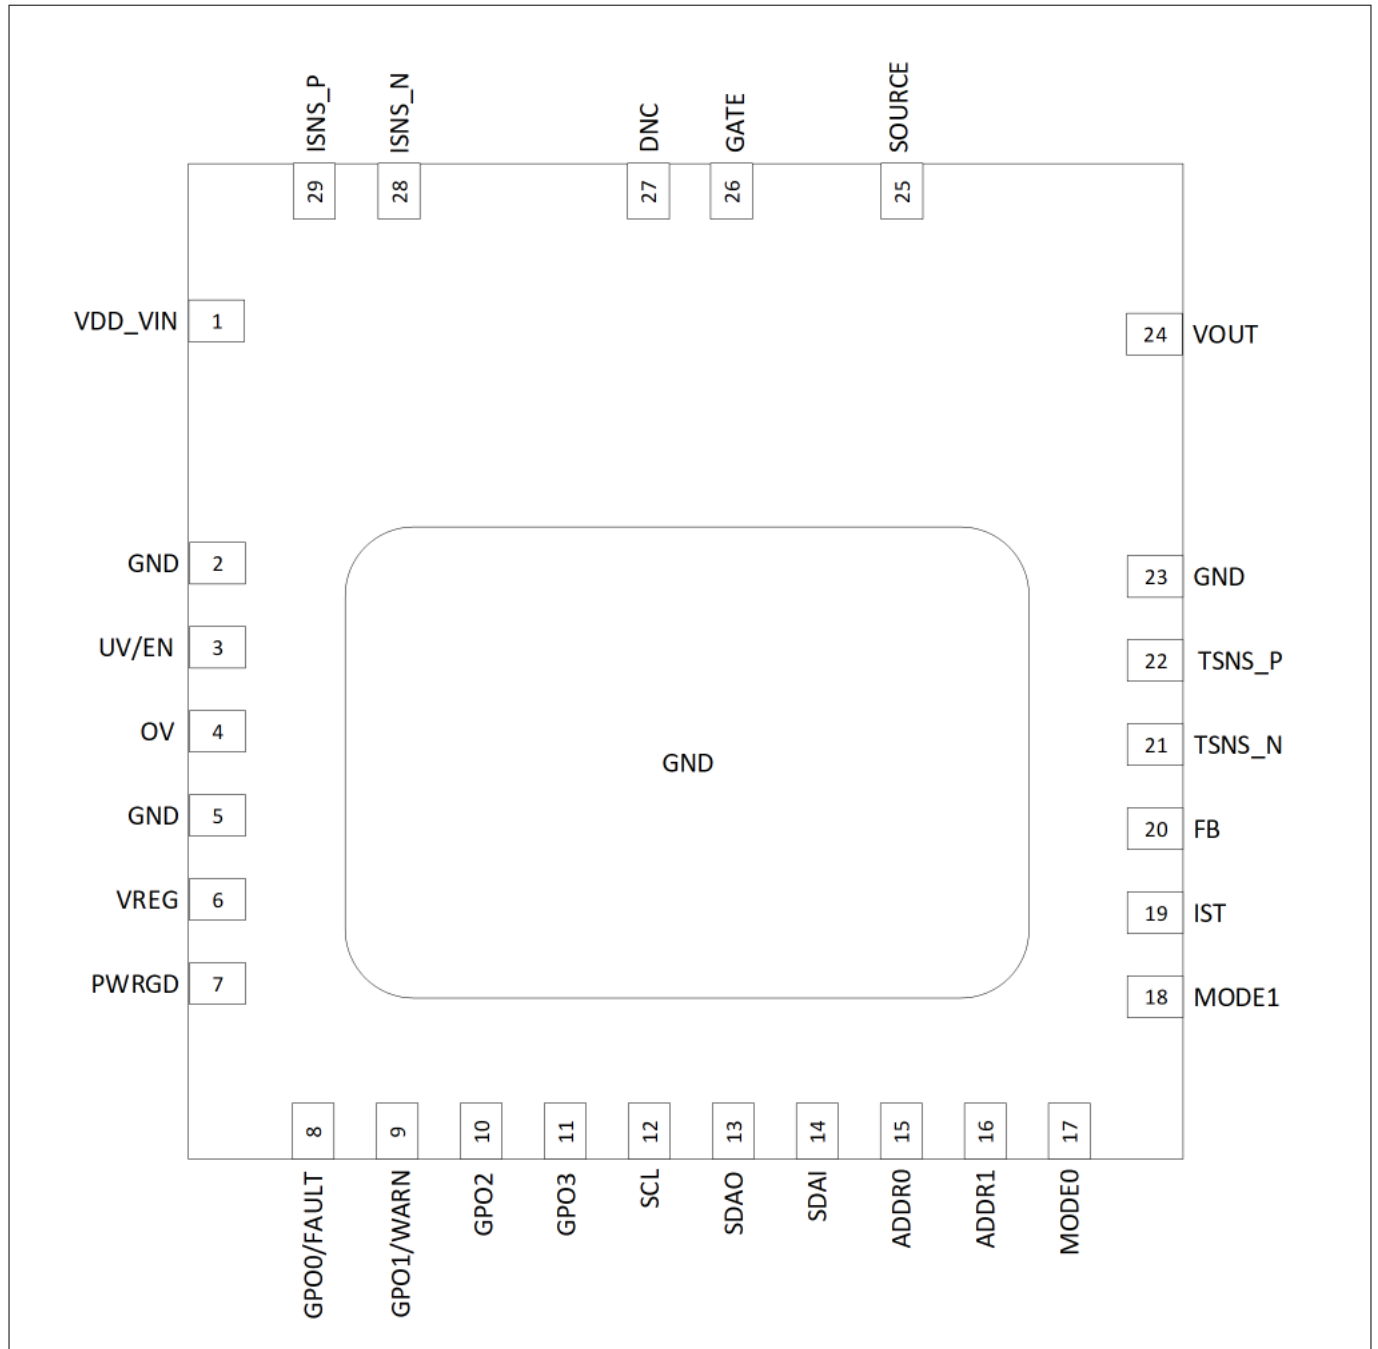 ISNS_P
ISNS_N
DNC
GATE
SOURCE
29
28
27
26
25
VDD_VIN 1
24 VOUT
GND 2
23 GND
UV/EN 3
22 TSNS_P
OV 4
21 TSNS_N
GND
GND 5
20 FB
VREG 6
19 IST
PWRGD 7
18 MODE1
8
9
10
11
12
13
14
15
16
17
GPO0/FAULT
GPO1/WARN
GPO2
GPO3
SCL
SDAO
SDAI
ADDR0
ADDR1
MODE0